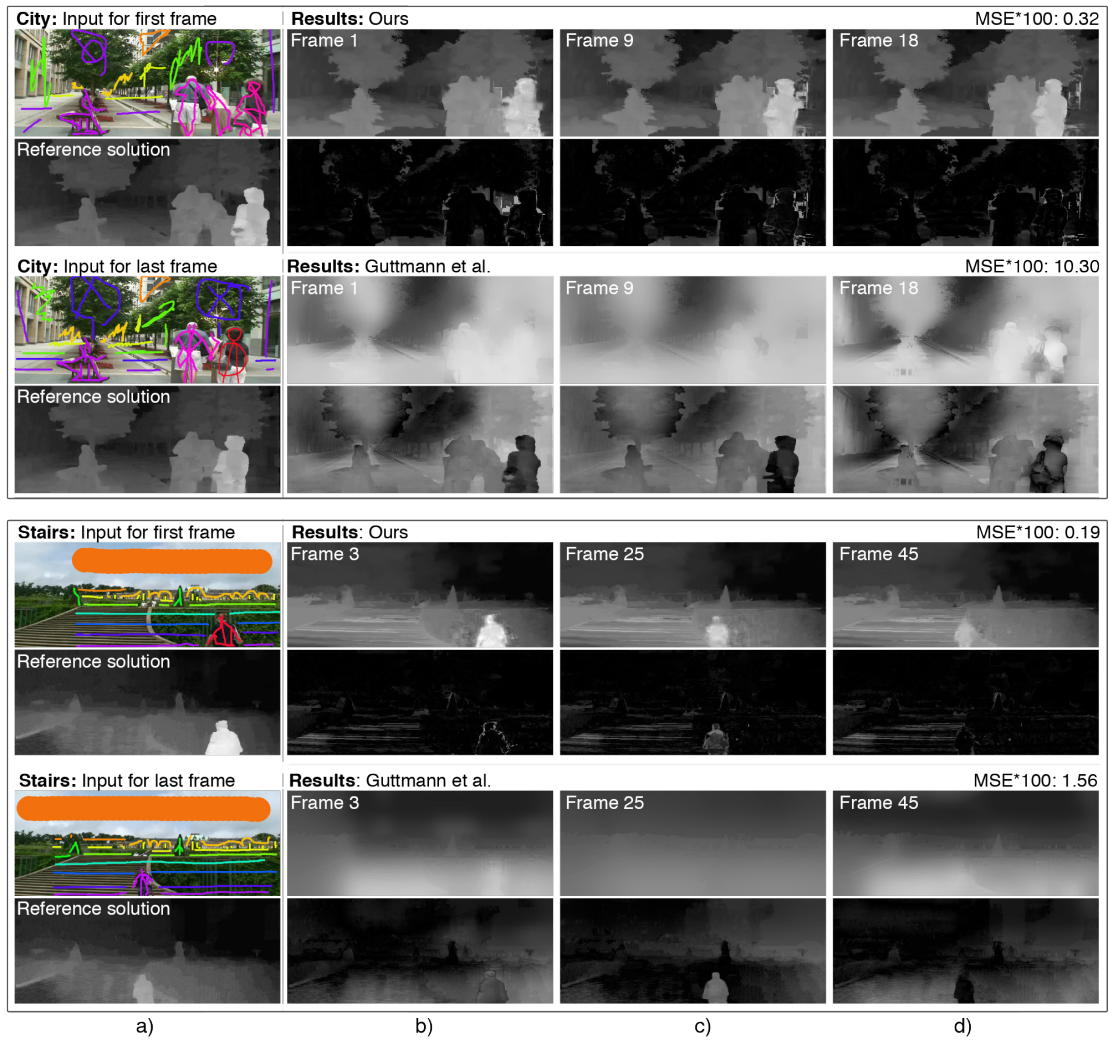 City: Input for first frame
Results: Ours
MSE*100: 0.32
Frame 1
Frame 9
Frame 18
Reference solution
City: Input for last frame
Results: Guttmann et al.
MSE*100: 10.30
Frame 1
Frame 9
Frame 18
Reference solution
Stairs: Input for first frame
Results: Ours
MSE*100: 0.19
Frame 3
Frame 25
Frame 45
Reference solution
Stairs: Input for last frame
Results: Guttmann et al.
MSE*100: 1.56
Frame 3
Frame 25
Frame 45
Reference solution
a)
b)
c)
d)